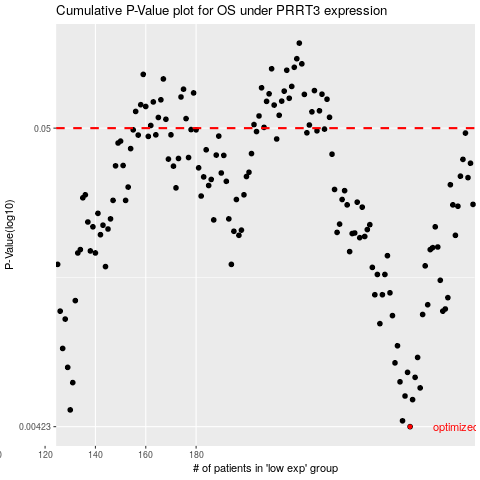 Cumulative P-Value plot for OS under PRRT3 expression
P-Value(log10)
0.05
0.00423
optimized
0
120
140
160
180
# of patients in 'low exp' group